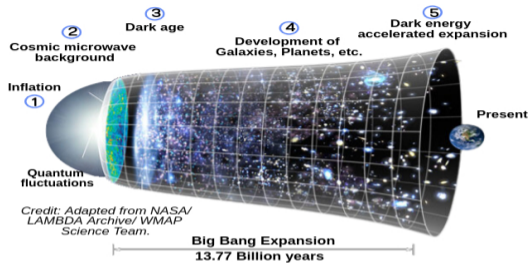 ③
Dark age
②
Cosmic microwave
background
④
Development of
Galaxies, Planets, etc.
⑤
Dark energy
accelerated expansion
Inflation
①
Present
Quantum
fluctuations
Credit: Adapted from NASA/
LAMBDA Archive/ WMAP
Science Team.
Big Bang Expansion
13.77 Billion years